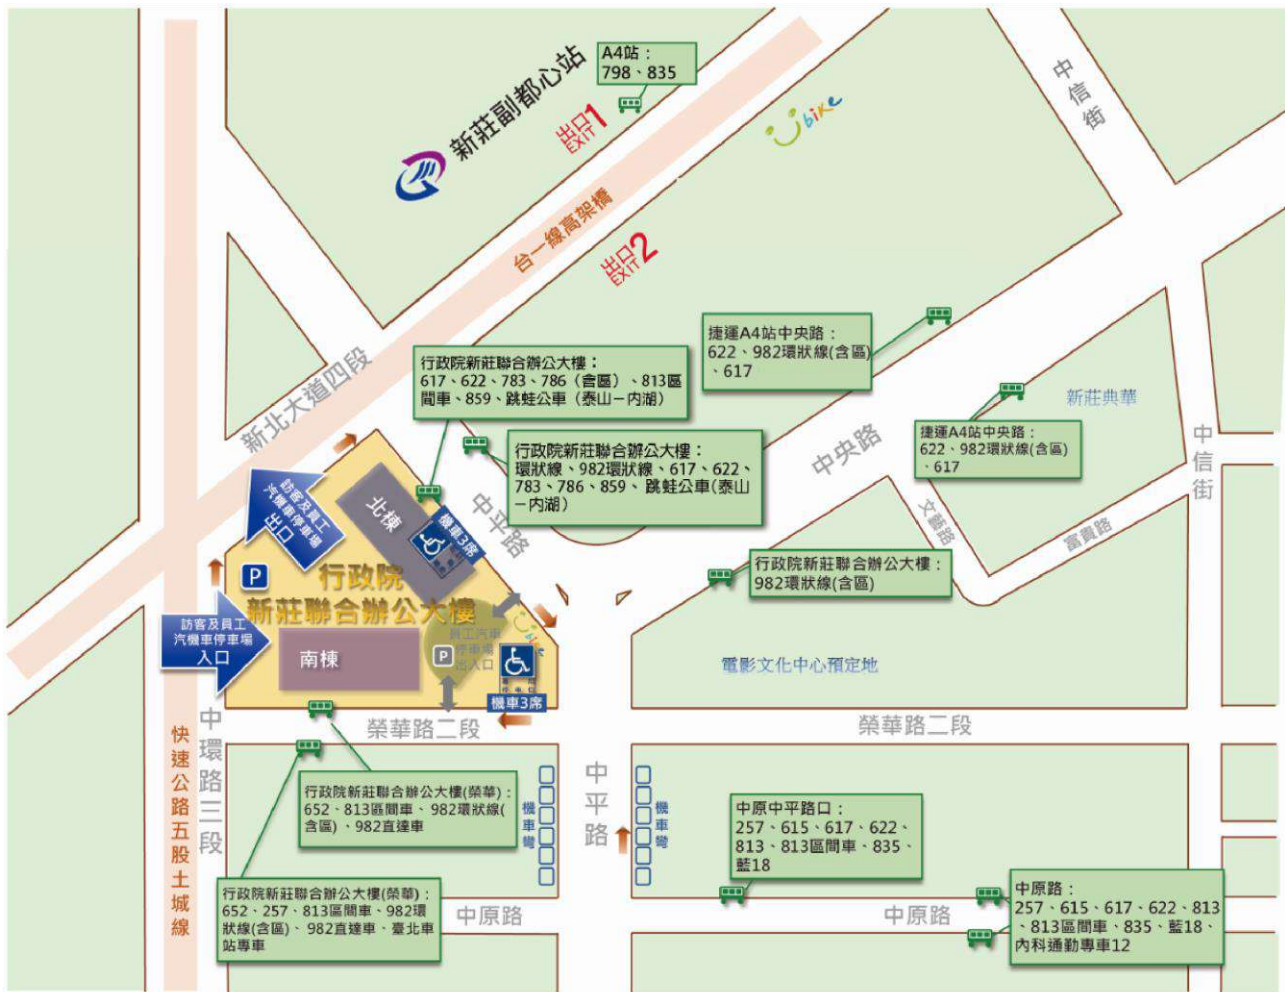 A4站：
798、835
中信街
新莊副都心站
出口1
EXIT
bike
台一線高架橋
出口2
EXIT
捷運A4站中央路：
622、982環狀線(含區)
、617
行政院新莊聯合辦公大樓：
617、622、783、786（含區）、813區
間車、859、跳蛙公車（泰山－內湖）
新北大道四段
新莊典華
捷運A4站中央路：
622、982環狀線(含區)
、617
中央路
中信街
行政院新莊聯合辦公大樓：
環狀線、982環狀線、617、622、
783、786、859、 跳蛙公車(泰山
－內湖)
訪客及員工
汽機車停車場
出口
北棟
機車3席
中平路
文藝路
富貴路
行政院新莊聯合辦公大樓：
982環狀線(含區)
P
行政院
新莊聯合辦公大樓
訪客及員工
汽機車停車場
入口
南棟
員工汽車
停車場
出入口
P
bike
機車3席
電影文化中心預定地
榮華路二段
榮華路二段
中環路三段
快速公路五股土城線
行政院新莊聯合辦公大樓(榮華)：
652、813區間車、982環狀線(
含區)、982直達車
機車彎
中平路
機車彎
中原中平路口：
257、615、617、622、
813、813區間車、835、
藍18
行政院新莊聯合辦公大樓(榮華)：
652、257、813區間車、982環
狀線(含區)、982直達車、臺北車
站專車
中原路
中原路
中原路：
257、615、617、622、813
、813區間車、835、藍18、
內科通勤專車12